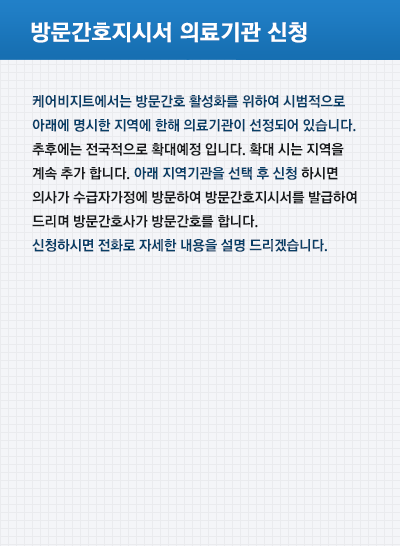 방문간호지시서 의료기관 신청
케어비지트에서는 방문간호 활성화를 위하여 시범적으로
아래에 명시한 지역에 한해 의료기관이 선정되어 있습니다.
추후에는 전국적으로 확대예정 입니다. 확대 시는 지역을
계속 추가 합니다. 아래 지역기관을 선택 후 신청 하시면
의사가 수급자가정에 방문하여 방문간호지시서를 발급하여
드리며 방문간호사가 방문간호를 합니다.
신청하시면 전화로 자세한 내용을 설명 드리겠습니다.